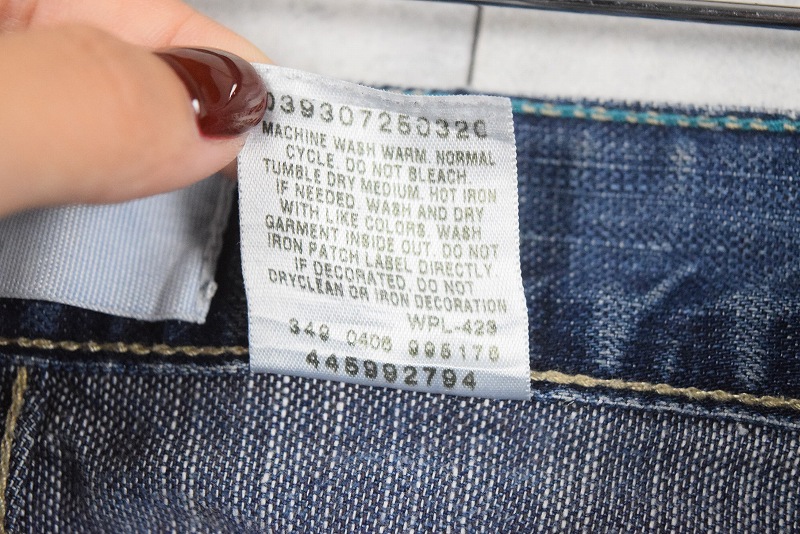 039307250320
MACHINE WASH WARM. NORMAL
CYCLE. DO NOT BLEACH
TUMBLE DRY MEDIUM. HOT IRON
IF NEEDED. WASH AND DRY
WITH LIKE COLORS. WASH
GARMENT INSIDE OUT. DO NOT
IRON PATCH LABEL DIRECTLY.
IF DECORATED, DO NOT
DRYCLEAN OR IRON DECORATION
WPL-423
349 0406 995176
445992794